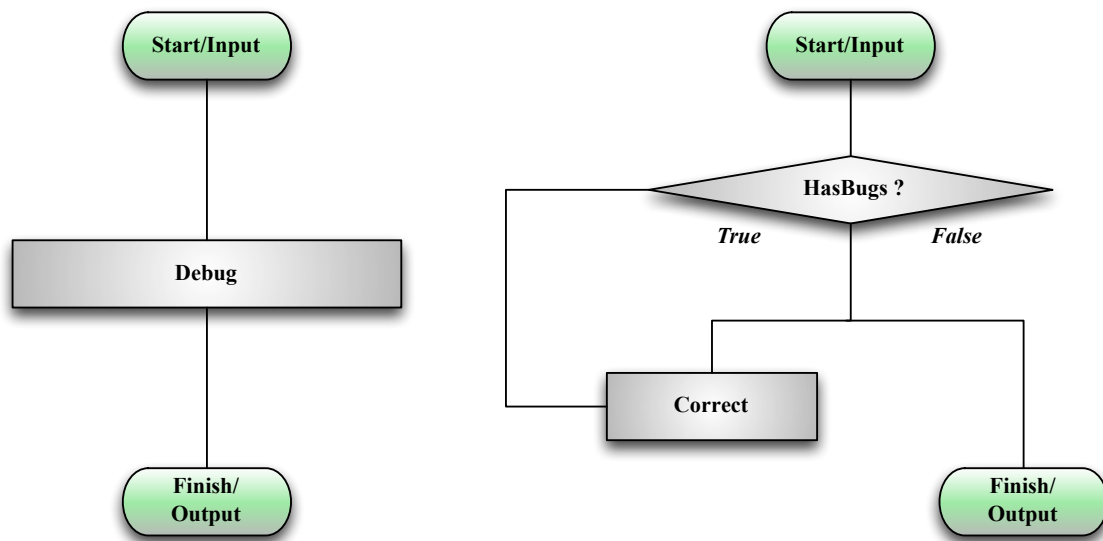 Start/Input
Debug
Finish/
Output
Start/Input
HasBugs ?
True
False
Correct
Finish/
Output